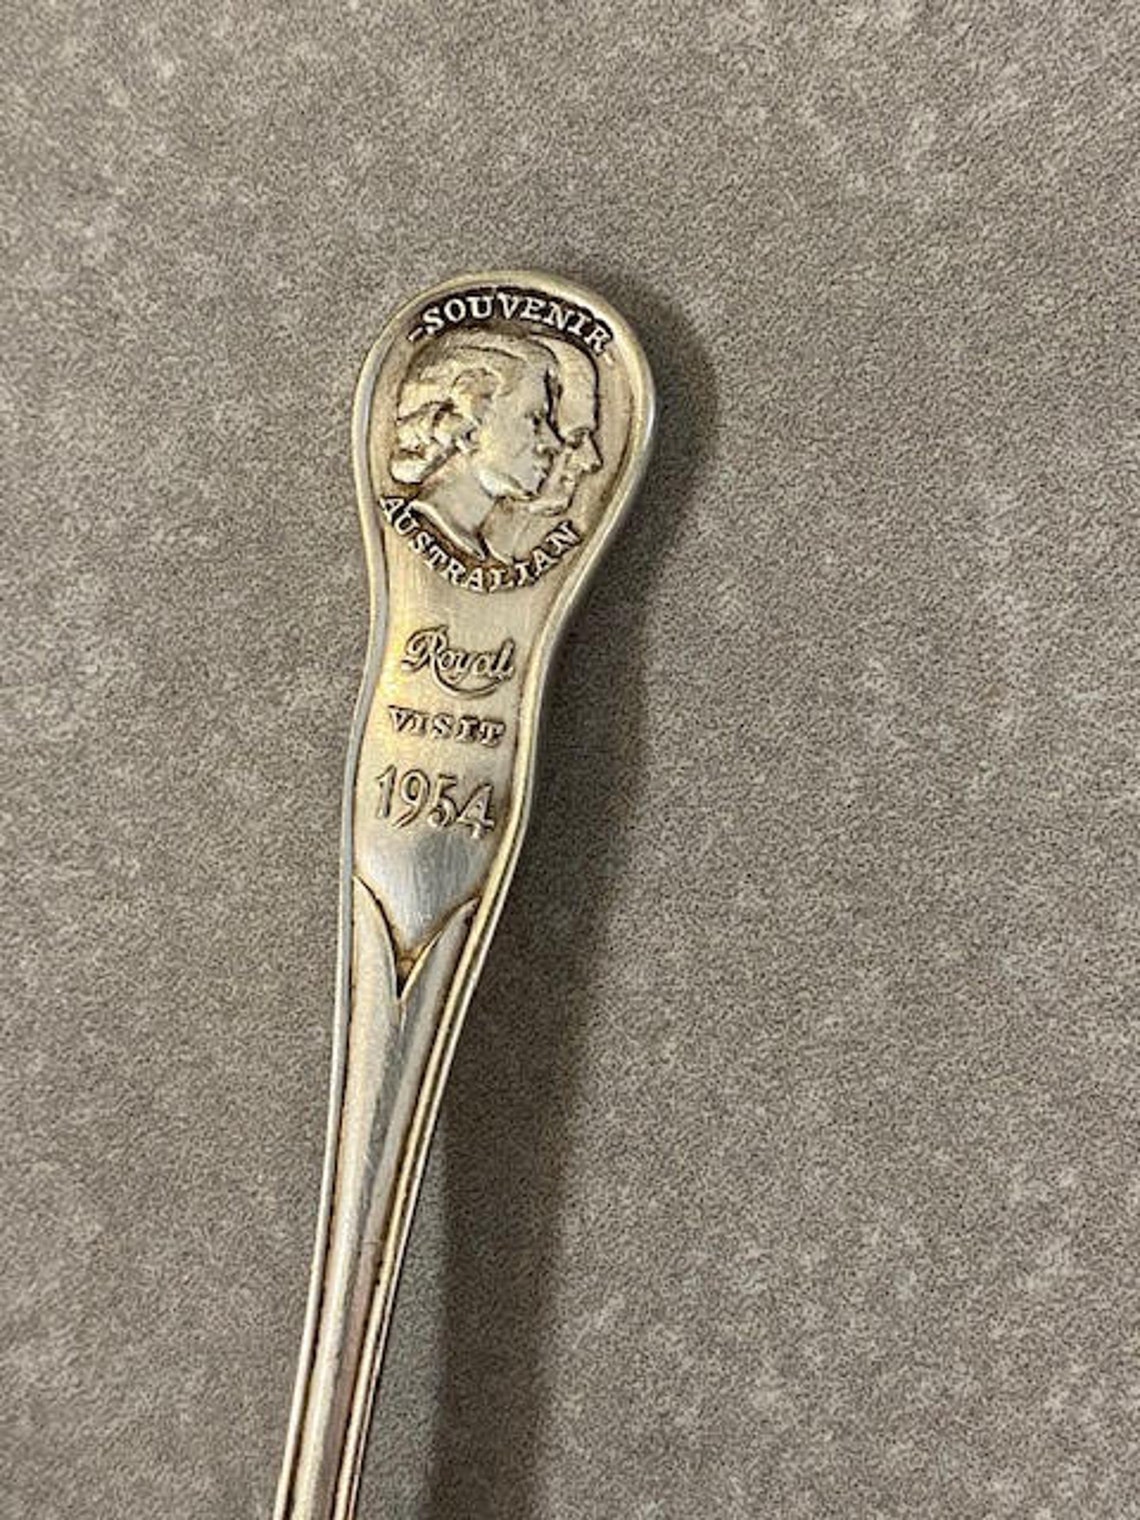 -SOUVENIR-
AUSTRALIAN
Royal
VISIT
1954